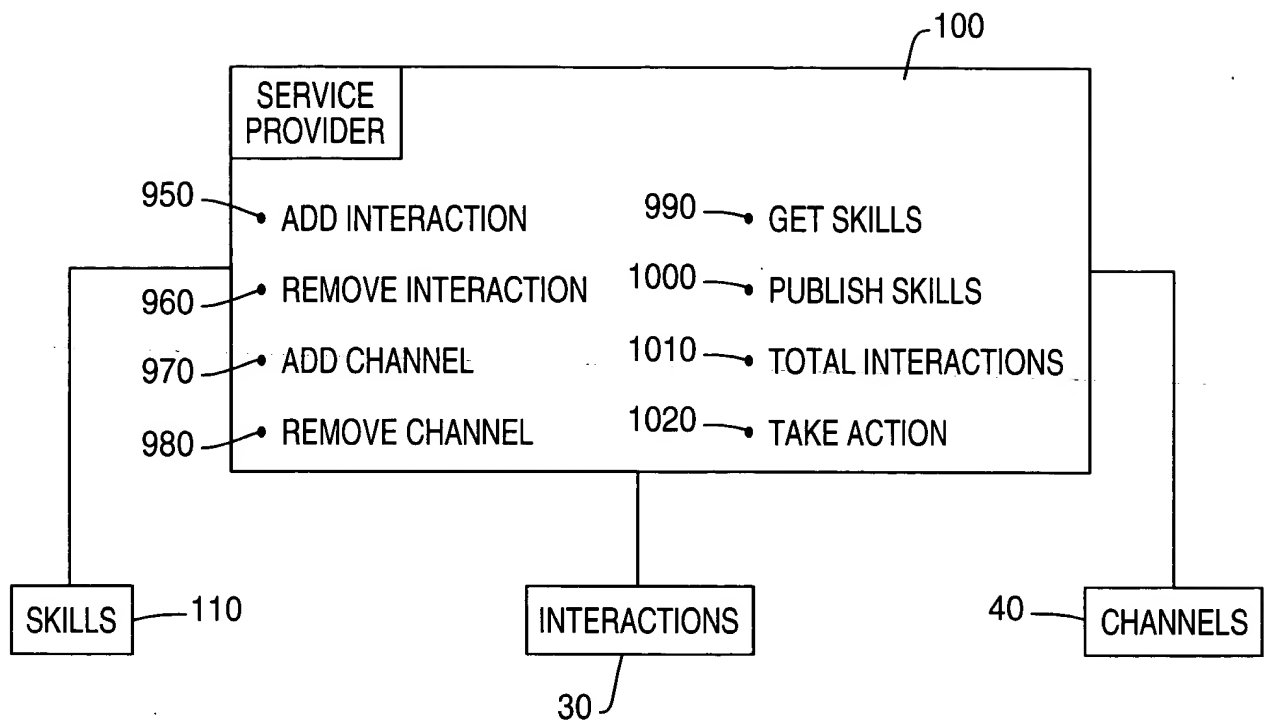 100
SERVICE
PROVIDER
950 • ADD INTERACTION
960 • REMOVE INTERACTION
970 • ADD CHANNEL
980 • REMOVE CHANNEL
990 • GET SKILLS
1000 • PUBLISH SKILLS
1010 • TOTAL INTERACTIONS
1020 • TAKE ACTION
SKILLS 110
INTERACTIONS
30
40 CHANNELS